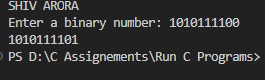 SHIV ARORA
Enter a binary number: 1010111100
1010111101
PS D:\C Assignements\Run C Programs>